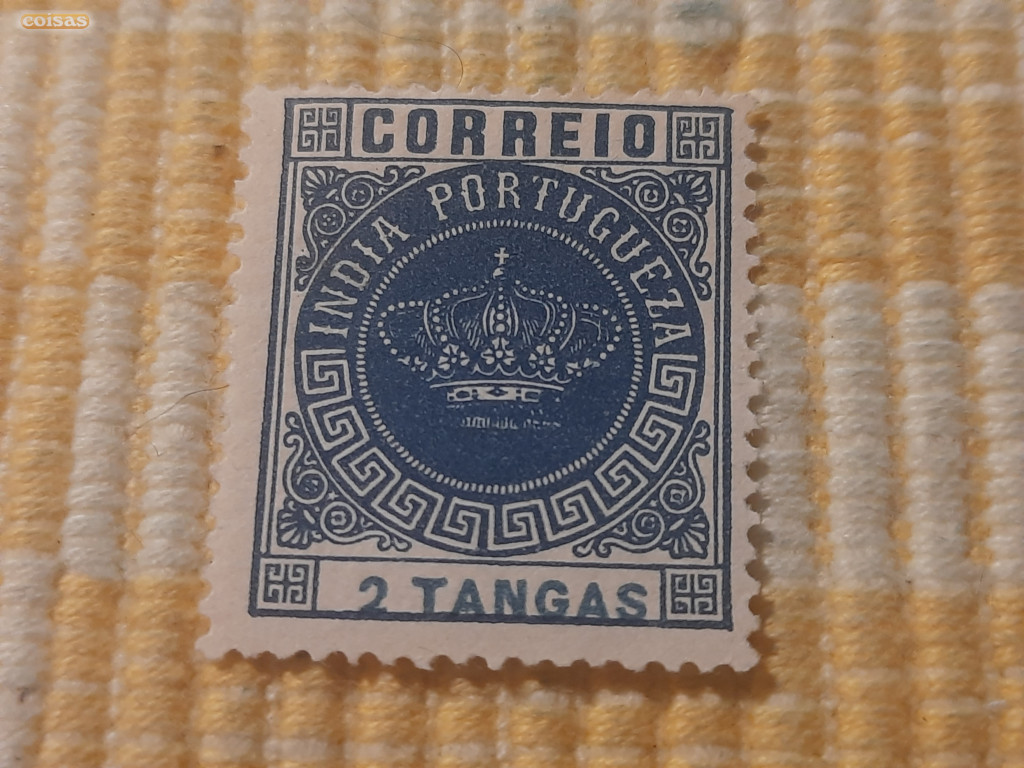 coisas
CORREIO
INDIA PORTUGUEZA
2 TANGAS